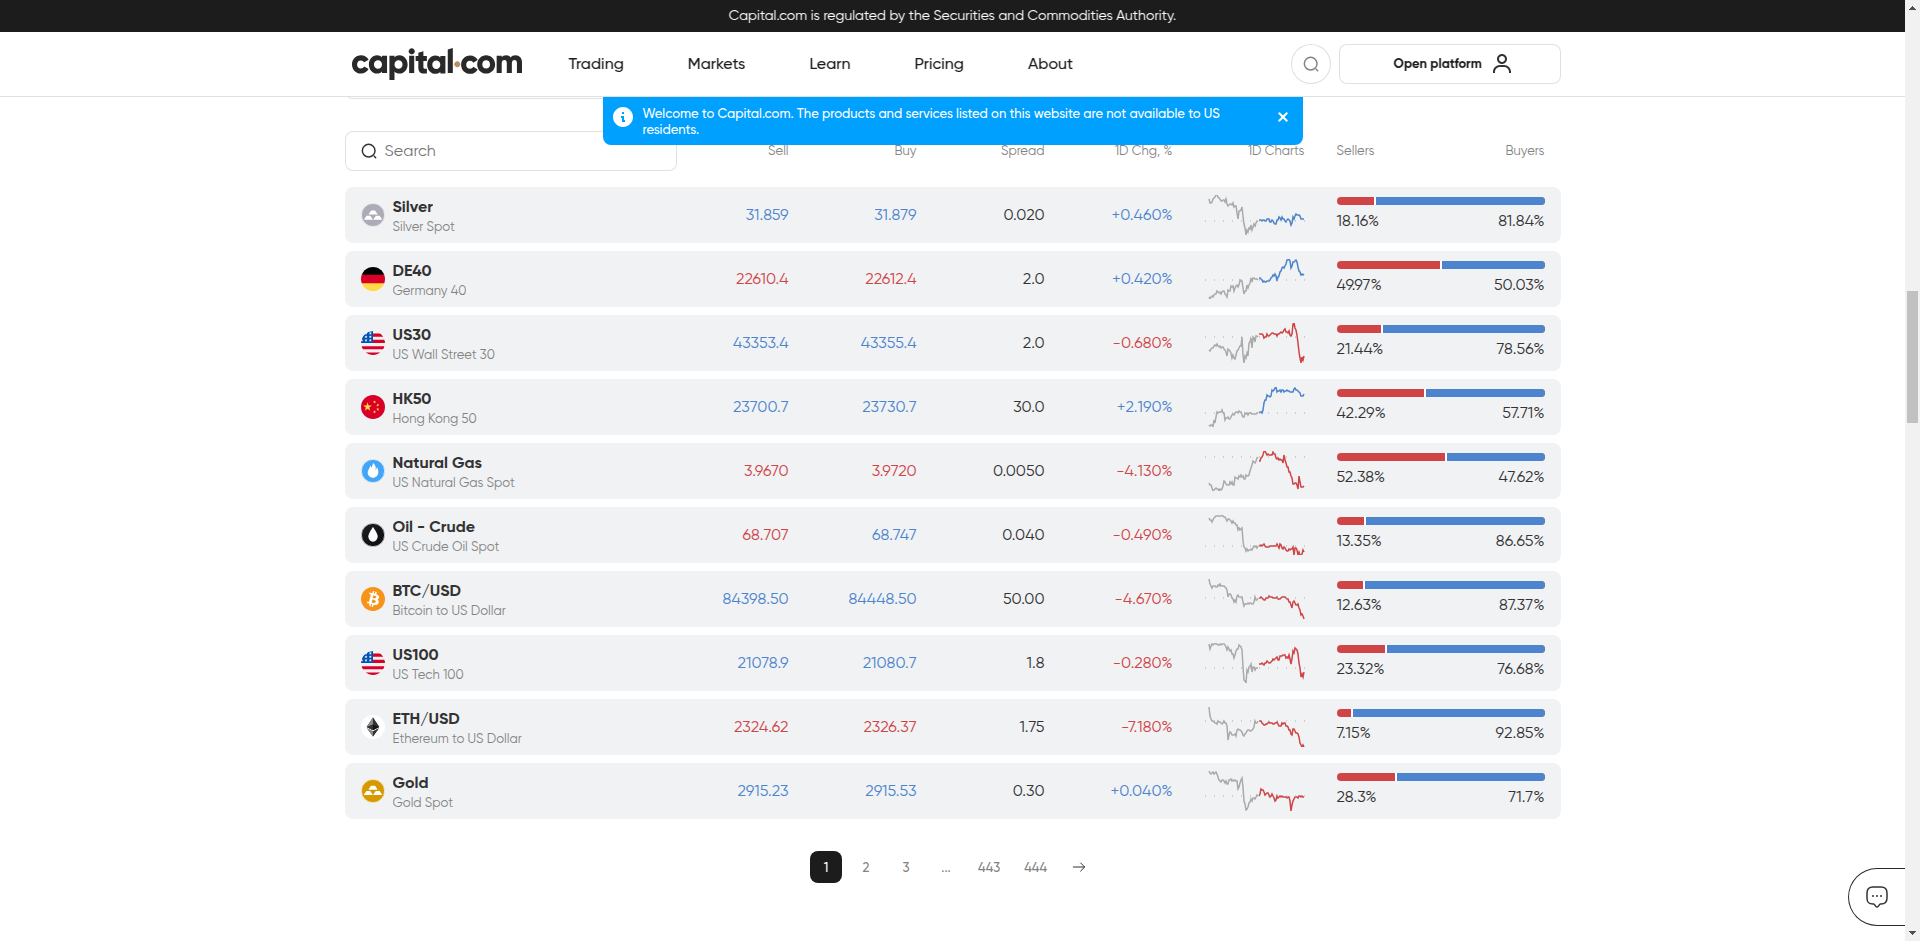 Capital.com is regulated by the Securities and Commodities Authority.
capital.com Trading Markets Learn Pricing About Open platform
Welcome to Capital.com. The products and services listed on this website are not available to US
residents.
Search Sell Buy Spread 1D Chg, % 1D Charts Sellers Buyers
Silver
Silver Spot
31.859 31.879 0.020 +0.460% 18.16% 81.84%
DE40
Germany 40
22610.4 22612.4 2.0 +0.420% 49.97% 50.03%
US30
US Wall Street 30
43353.4 43355.4 2.0 -0.680% 21.44% 78.56%
HK50
Hong Kong 50
23700.7 23730.7 30.0 +2.190% 42.29% 57.71%
Natural Gas
US Natural Gas Spot
3.9670 3.9720 0.0050 -4.130% 52.38% 47.62%
Oil - Crude
US Crude Oil Spot
68.707 68.747 0.040 -0.490% 13.35% 86.65%
BTC/USD
Bitcoin to US Dollar
84398.50 84448.50 50.00 -4.670% 12.63% 87.37%
US100
US Tech 100
21078.9 21080.7 1.8 -0.280% 23.32% 76.68%
ETH/USD
Ethereum to US Dollar
2324.62 2326.37 1.75 -7.180% 7.15% 92.85%
Gold
Gold Spot
2915.23 2915.53 0.30 +0.040% 28.3% 71.7%
1 2 3 ... 443 444